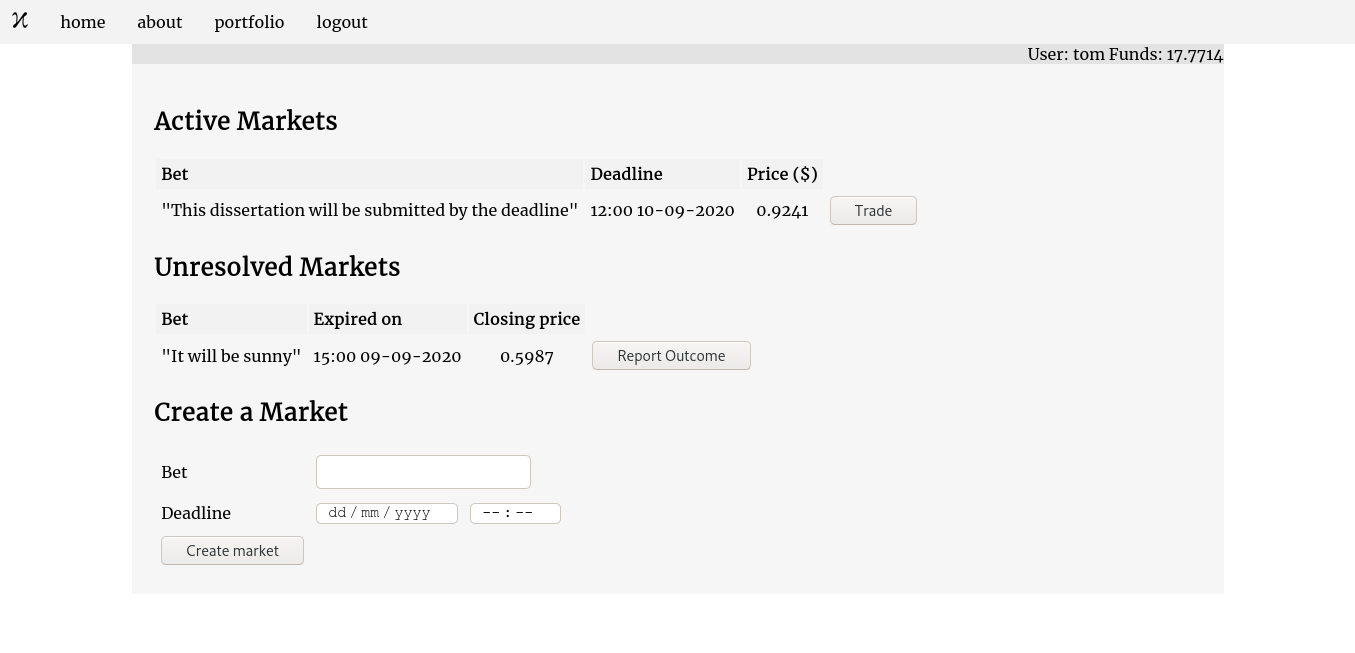 home about portfolio logout
User: tom Funds: 17.7714
Active Markets
Bet Deadline Price ($)
"This dissertation will be submitted by the deadline" 12:00 10-09-2020 0.9241 Trade
Unresolved Markets
Bet Expired on Closing price
"It will be sunny" 15:00 09-09-2020 0.5987 Report Outcome
Create a Market
Bet
Deadline dd / mm / yyyy -- : --
Create market